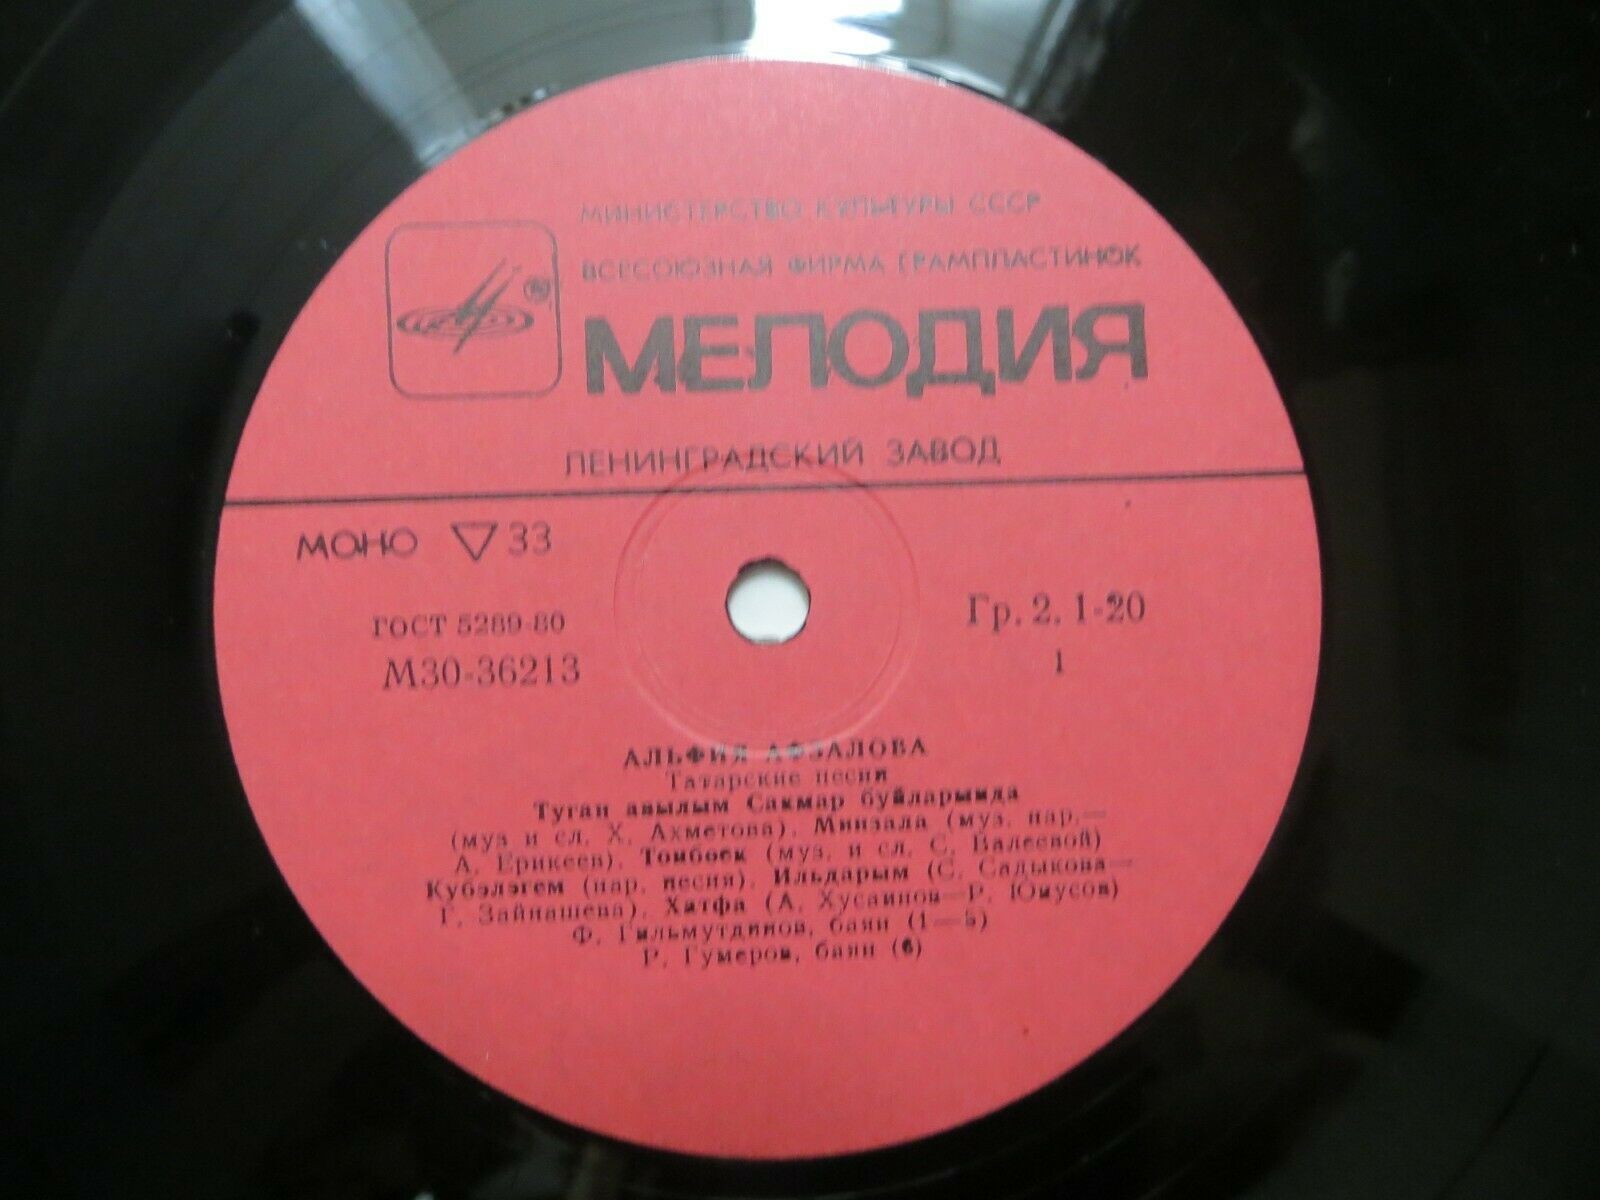 МИНИСТЕРСТВО КУЛЬТУРЫ СССР
ВСЕСОЮЗНАЯ ФИРМА ГРАМПЛАСТИНОК
МЕЛОДИЯ
ЛЕНИНГРАДСКИЙ ЗАВОД
МОНО ▽ 33
ГОСТ 5289-80
М30-36213
Гр. 2. 1-20
1
АЛЬФИЯ АФЗАЛОВА
Татарские песни
Туган авылым Сакмар буйларында
(муз и сл. Х. Ахметова). Минзала (муз. нар.—
А. Ерикеев). Томбоек (муз. и сл. С. Валеевой)
Кубэлэгем (нар. песня). Ильдарым (С. Садыкова—
Г. Зайнашева). Хатфа (А. Хусаинов—Р. Юнусов)
Ф. Гильмутдинов, баян (1—5)
Р. Гумеров, баян (6)